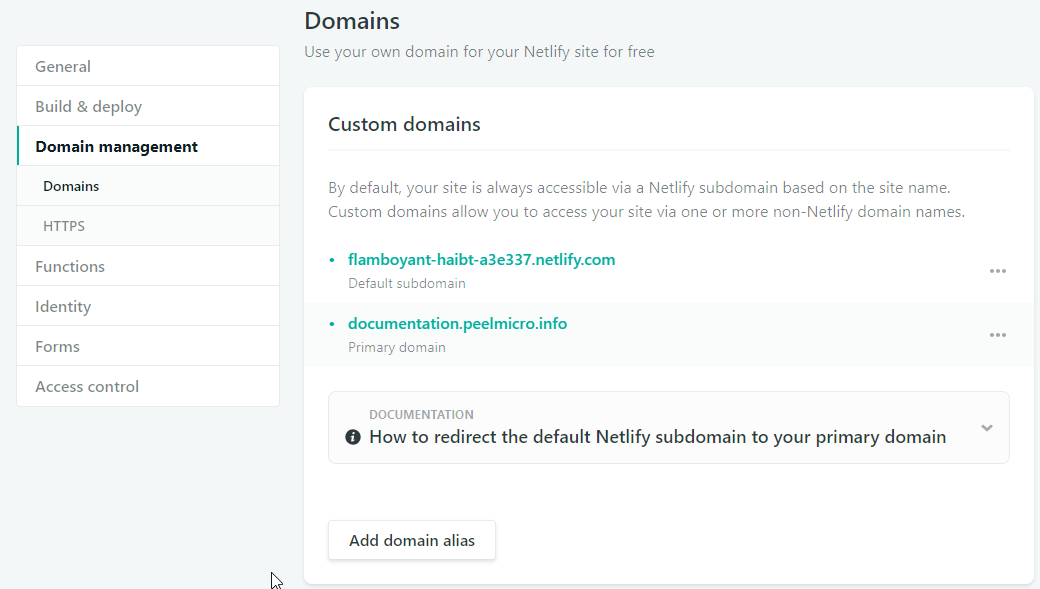 Domains
Use your own domain for your Netlify site for free
General
Build & deploy
Domain management
Domains
HTTPS
Functions
Identity
Forms
Access control
Custom domains
By default, your site is always accessible via a Netlify subdomain based on the site name.
Custom domains allow you to access your site via one or more non-Netlify domain names.
• flamboyant-haibt-a3e337.netlify.com
Default subdomain
• documentation.peelmicro.info
Primary domain
DOCUMENTATION
How to redirect the default Netlify subdomain to your primary domain
Add domain alias